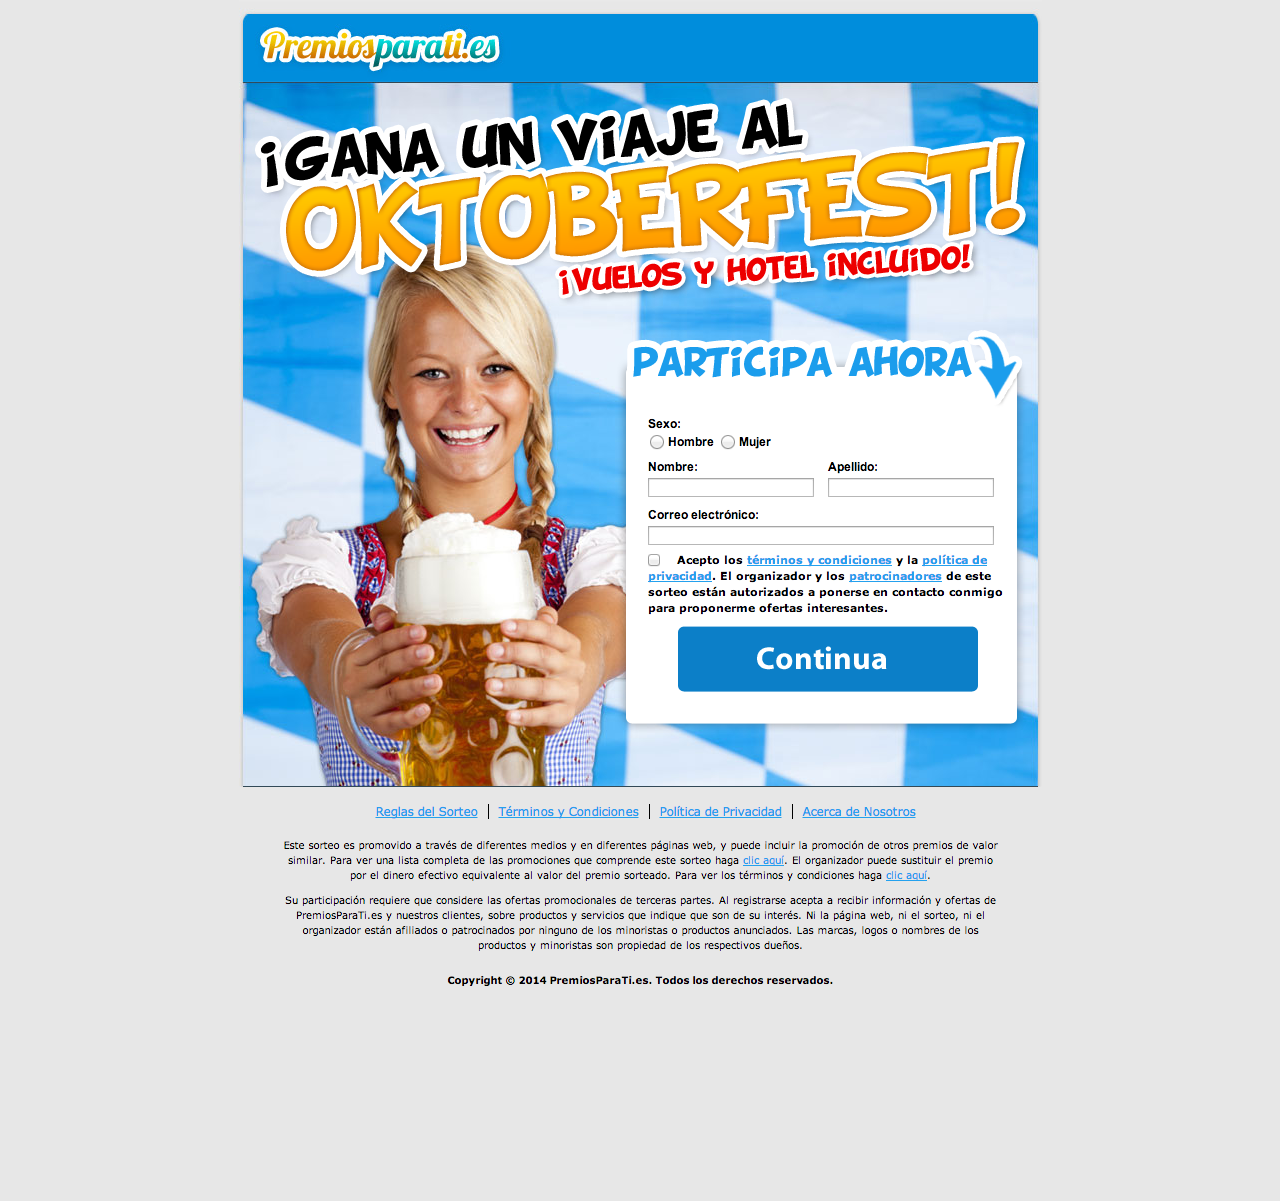 Premiosparati.es
¡GANA UN VIAJE AL
OKTOBERFEST!
¡VUELOS Y HOTEL INCLUIDO!
PARTICIPA AHORA
Sexo:
Hombre Mujer
Nombre: Apellido:
Correo electrónico:
Acepto los términos y condiciones y la política de
privacidad. El organizador y los patrocinadores de este
sorteo están autorizados a ponerse en contacto conmigo
para proponerme ofertas interesantes.
Continua
Reglas del Sorteo | Términos y Condiciones | Política de Privacidad | Acerca de Nosotros
Este sorteo es promovido a través de diferentes medios y en diferentes páginas web, y puede incluir la promoción de otros premios de valor
similar. Para ver una lista completa de las promociones que comprende este sorteo haga clic aquí. El organizador puede sustituir el premio
por el dinero efectivo equivalente al valor del premio sorteado. Para ver los términos y condiciones haga clic aquí.
Su participación requiere que considere las ofertas promocionales de terceras partes. Al registrarse acepta a recibir información y ofertas de
PremiosParaTi.es y nuestros clientes, sobre productos y servicios que indique que son de su interés. Ni la página web, ni el sorteo, ni el
organizador están afiliados o patrocinados por ninguno de los minoristas o productos anunciados. Las marcas, logos o nombres de los
productos y minoristas son propiedad de los respectivos dueños.
Copyright © 2014 PremiosParaTi.es. Todos los derechos reservados.